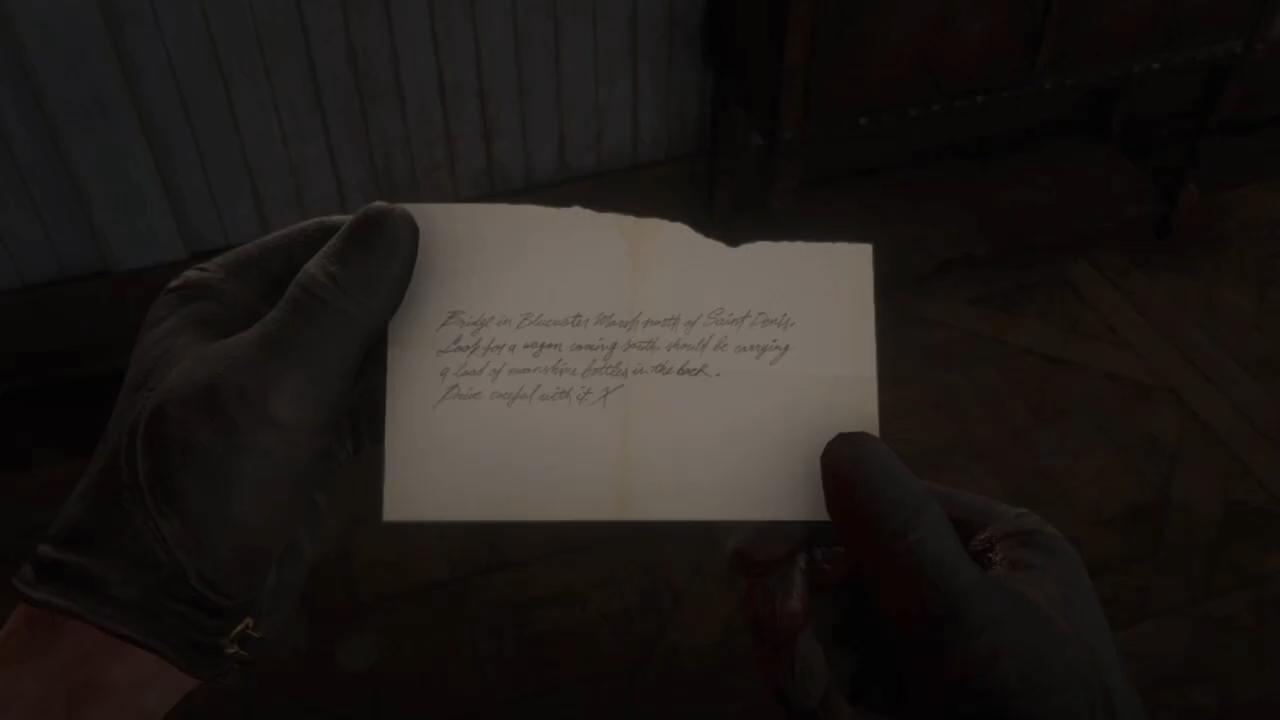 Bridge in Bluewater Marsh north of Saint Denis.
Look for a wagon coming south, should be carrying
a load of moonshine bottles in the back.
Drive careful with it. X